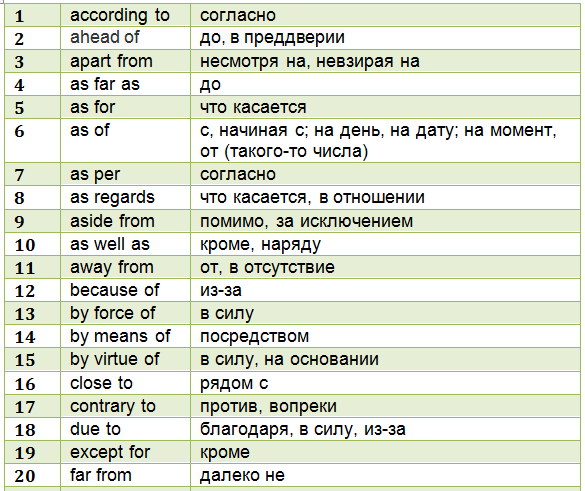 1 according to согласно
2 ahead of до, в преддверии
3 apart from несмотря на, невзирая на
4 as far as до
5 as for что касается
6 as of с, начиная с; на день, на дату; на момент,
от (такого-то числа)
7 as per согласно
8 as regards что касается, в отношении
9 aside from помимо, за исключением
10 as well as кроме, наряду
11 away from от, в отсутствие
12 because of из-за
13 by force of в силу
14 by means of посредством
15 by virtue of в силу, на основании
16 close to рядом с
17 contrary to против, вопреки
18 due to благодаря, в силу, из-за
19 except for кроме
20 far from далеко не